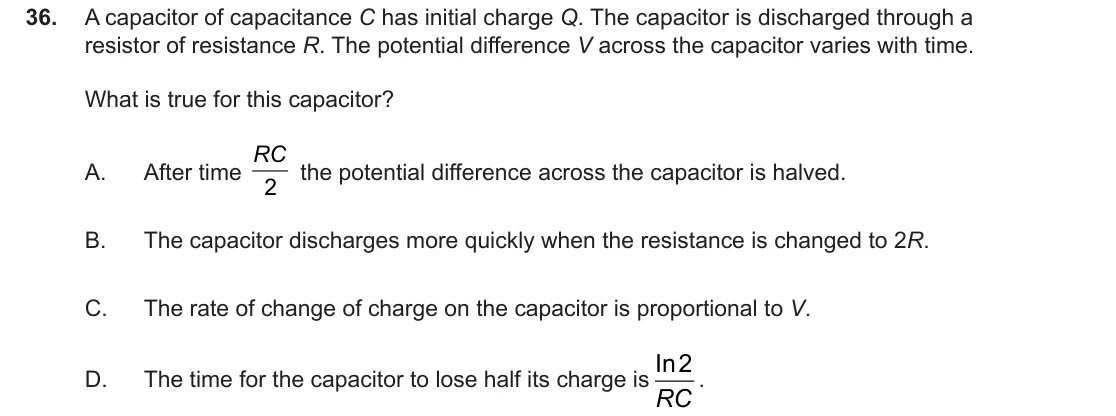 36. A capacitor of capacitance C has initial charge Q. The capacitor is discharged through a
resistor of resistance R. The potential difference V across the capacitor varies with time.
What is true for this capacitor?
A. After time RC/2 the potential difference across the capacitor is halved.
B. The capacitor discharges more quickly when the resistance is changed to 2R.
C. The rate of change of charge on the capacitor is proportional to V.
D. The time for the capacitor to lose half its charge is ln2/RC.